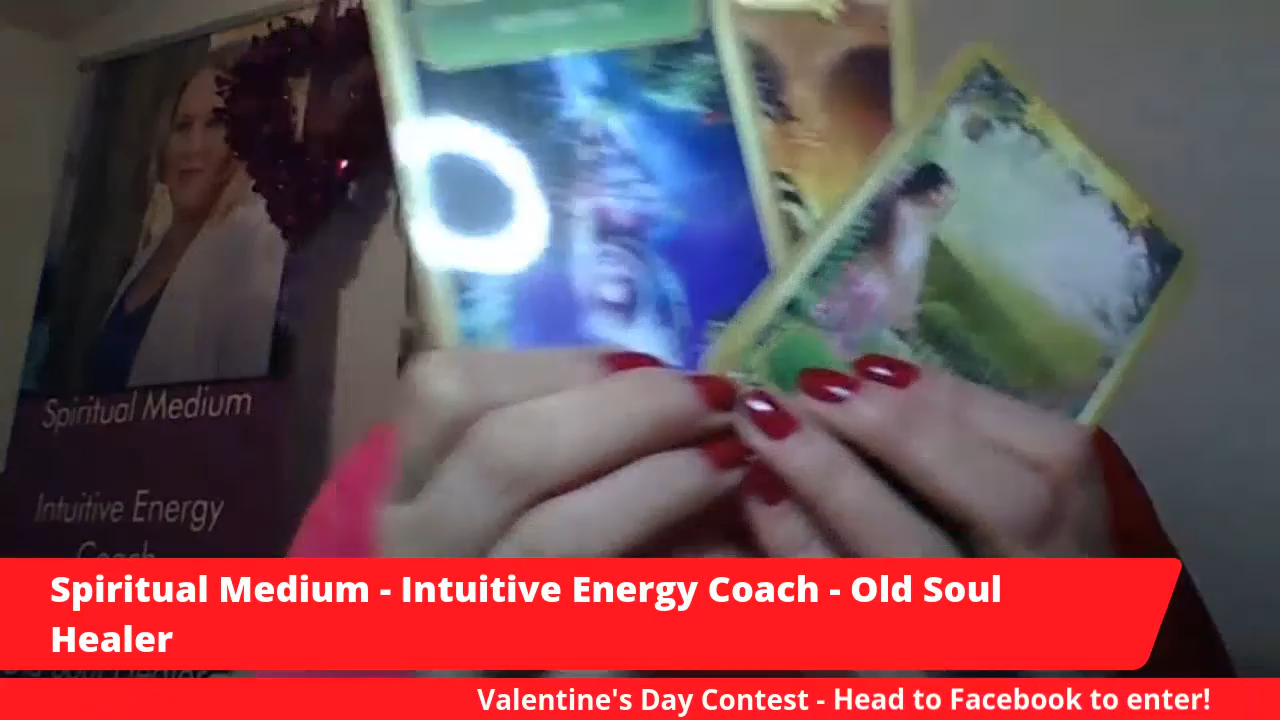 Spiritual Medium
Intuitive Energy
Coach
Spiritual Medium - Intuitive Energy Coach - Old Soul
Healer
Valentine's Day Contest - Head to Facebook to enter!